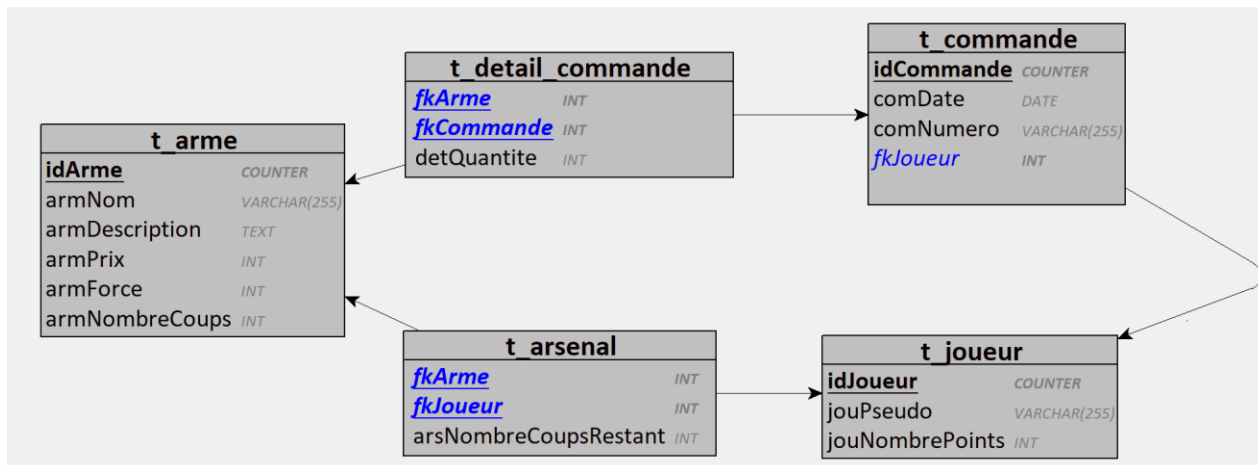 t_commande
idCommande COUNTER
comDate DATE
comNumero VARCHAR(255)
fkJoueur INT
t_detail_commande
fkArme INT
fkCommande INT
detQuantite INT
t_arme
idArme COUNTER
armNom VARCHAR(255)
armDescription TEXT
armPrix INT
armForce INT
armNombreCoups INT
t_arsenal
fkArme INT
fkJoueur INT
arsNombreCoupsRestant INT
t_joueur
idJoueur COUNTER
jouPseudo VARCHAR(255)
jouNombrePoints INT